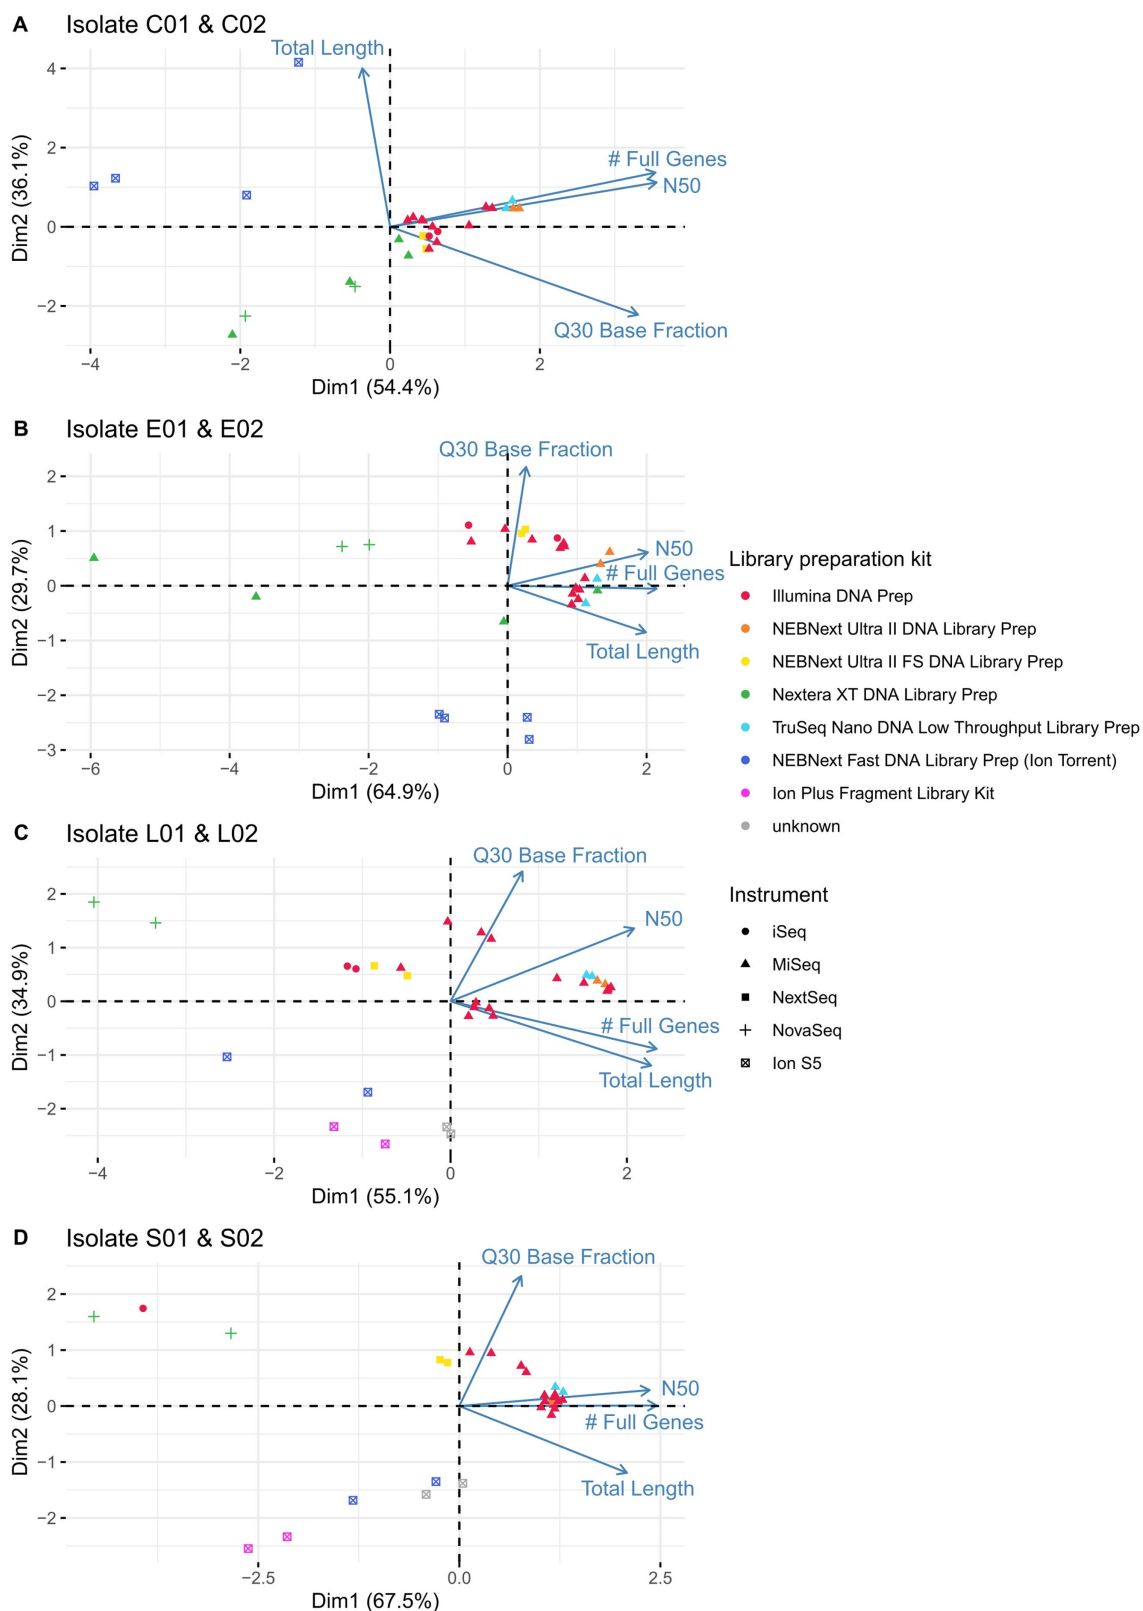 A Isolate C01 & C02
Total Length
# Full Genes
N50
Q30 Base Fraction
4
2
0
−2
−4 −2 0 2
Dim1 (54.4%)
Dim2 (36.1%)
B Isolate E01 & E02
Q30 Base Fraction
N50
# Full Genes
Total Length
2
1
0
−1
−2
−3
−6 −4 −2 0 2
Dim1 (64.9%)
Dim2 (29.7%)
Library preparation kit
Illumina DNA Prep
NEBNext Ultra II DNA Library Prep
NEBNext Ultra II FS DNA Library Prep
Nextera XT DNA Library Prep
TruSeq Nano DNA Low Throughput Library Prep
NEBNext Fast DNA Library Prep (Ion Torrent)
Ion Plus Fragment Library Kit
unknown
Instrument
iSeq
MiSeq
NextSeq
NovaSeq
Ion S5
C Isolate L01 & L02
Q30 Base Fraction
N50
# Full Genes
Total Length
2
1
0
−1
−2
−4 −2 0 2
Dim1 (55.1%)
Dim2 (34.9%)
D Isolate S01 & S02
Q30 Base Fraction
N50
# Full Genes
Total Length
2
1
0
−1
−2
−2.5 0.0 2.5
Dim1 (67.5%)
Dim2 (28.1%)